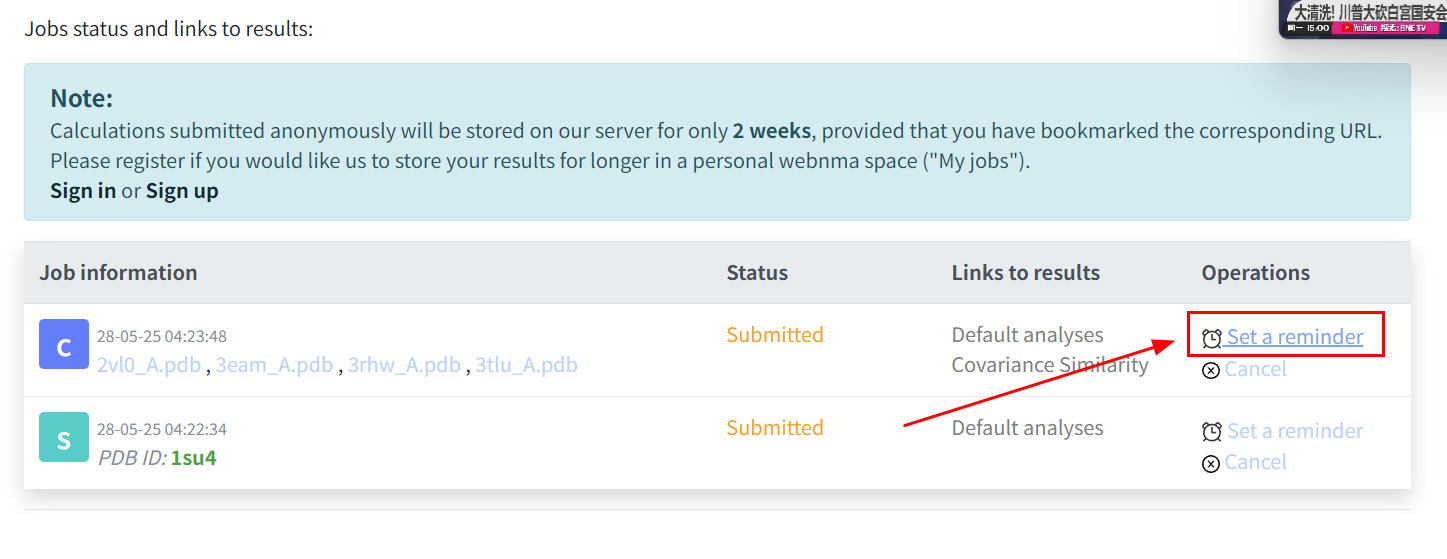 Jobs status and links to results:
大清洗! 川普大砍白宫国安会
周一 15:00 YouTube 搜尋: BNE TV
Note:
Calculations submitted anonymously will be stored on our server for only 2 weeks, provided that you have bookmarked the corresponding URL.
Please register if you would like us to store your results for longer in a personal webnma space ("My jobs").
Sign in or Sign up
Job information Status Links to results Operations
C 28-05-25 04:23:48 Submitted Default analyses Set a reminder
2vl0_A.pdb , 3eam_A.pdb , 3rhw_A.pdb , 3tlu_A.pdb Covariance Similarity Cancel
S 28-05-25 04:22:34 Submitted Default analyses Set a reminder
PDB ID: 1su4 Cancel